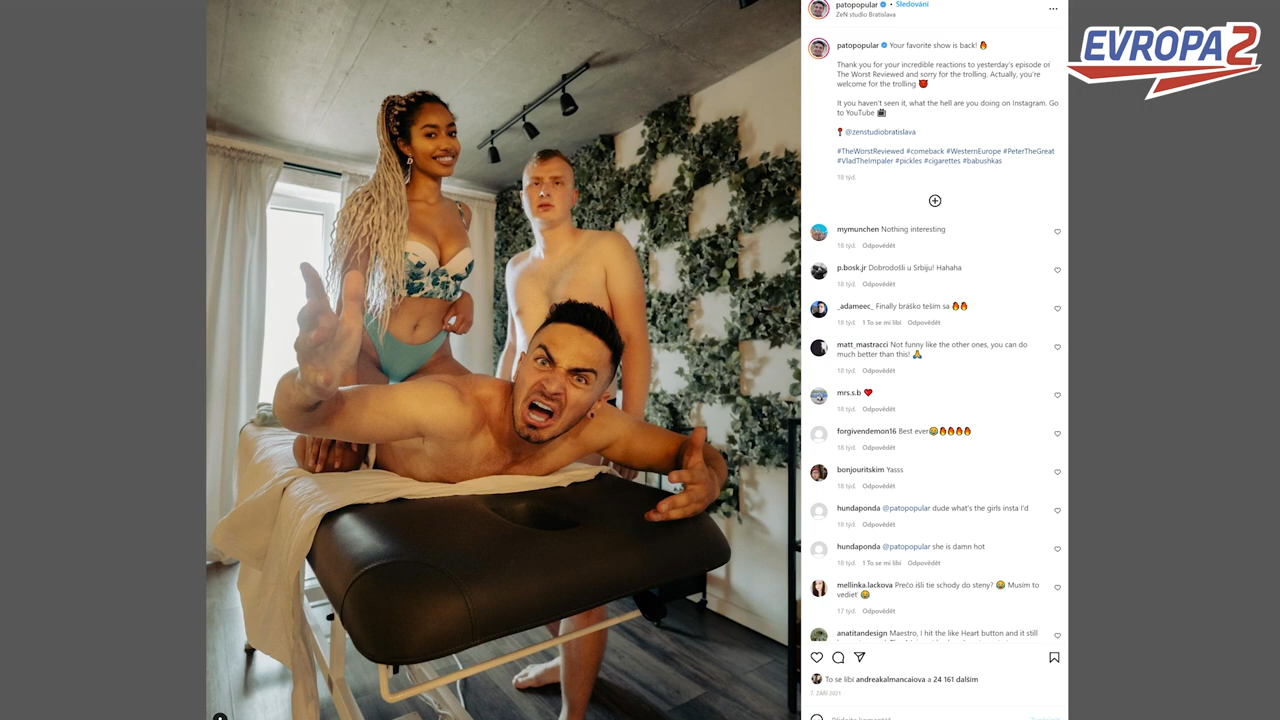 patopopular • Sledování
ZeN studio Bratislava
EVROPA 2
patopopular Your favorite show is back! 🔥
Thank you for your incredible reactions to yesterday's episode of
The Worst Reviewed and sorry for the trolling. Actually, you're
welcome for the trolling 😈
It you haven't seen it, what the hell are you doing on Instagram. Go
to YouTube
📍 @zenstudiobratislava
#TheWorstReviewed #comeback #WesternEurope #PeterTheGreat
#VladTheImpaler #pickles #cigarettes #babushkas
18 týd.
mymunchen Nothing interesting
18 týd. Odpovědět
p.bosk.jr Dobrodošli u Srbiju! Hahaha
18 týd. Odpovědět
_adameec_ Finally bráško teším sa 🔥🔥
18 týd. 1 To se mi líbí Odpovědět
matt_mastracci Not funny like the other ones, you can do
much better than this! 🙏
18 týd. Odpovědět
mrs.s.b ❤️
18 týd. Odpovědět
forgivendemon16 Best ever😂🔥🔥🔥🔥
18 týd. Odpovědět
bonjouritskim Yasss
18 týd. Odpovědět
hundaponda @patopopular dude what's the girls insta I'd
18 týd. Odpovědět
hundaponda @patopopular she is damn hot
18 týd. 1 To se mi líbí Odpovědět
mellinka.lackova Prečo išli tie schody do steny? 😂 Musím to
vedieť 😂
17 týd. Odpovědět
anatitandesign Maestro, I hit the like Heart button and it still
To se líbí andreakalmancaiova a 24 161 dalším
7. ZÁŘÍ 2021